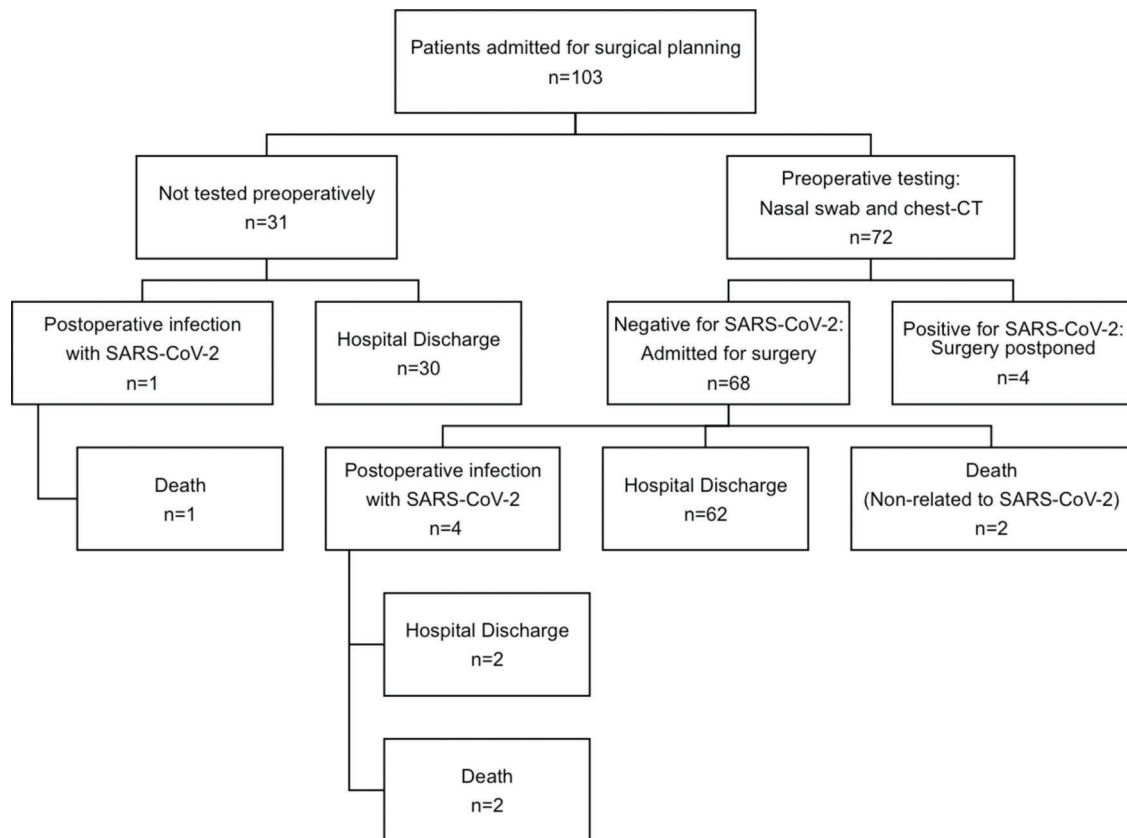 Patients admitted for surgical planning
n=103
Not tested preoperatively
n=31
Preoperative testing:
Nasal swab and chest-CT
n=72
Postoperative infection
with SARS-CoV-2
n=1
Hospital Discharge
n=30
Negative for SARS-CoV-2:
Admitted for surgery
n=68
Positive for SARS-CoV-2:
Surgery postponed
n=4
Death
n=1
Postoperative infection
with SARS-CoV-2
n=4
Hospital Discharge
n=62
Death
(Non-related to SARS-CoV-2)
n=2
Hospital Discharge
n=2
Death
n=2